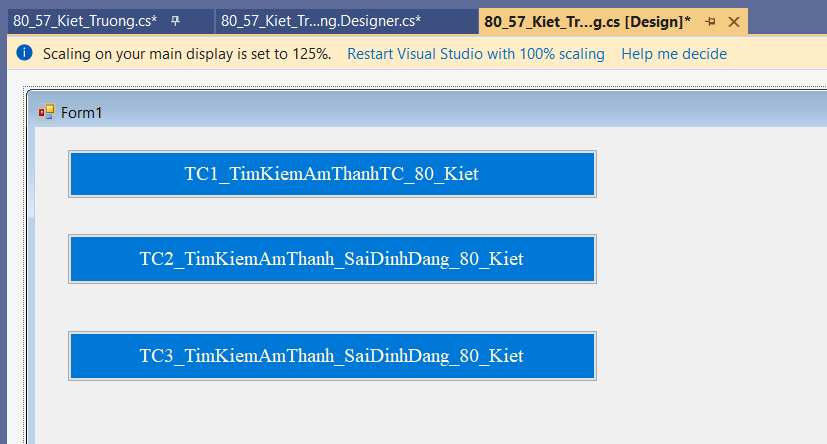 80_57_Kiet_Truong.cs* 80_57_Kiet_Tr...ng.Designer.cs* 80_57_Kiet_Tr...g.cs [Design]*
Scaling on your main display is set to 125%. Restart Visual Studio with 100% scaling Help me decide
Form1
TC1_TimKiemAmThanhTC_80_Kiet
TC2_TimKiemAmThanh_SaiDinhDang_80_Kiet
TC3_TimKiemAmThanh_SaiDinhDang_80_Kiet